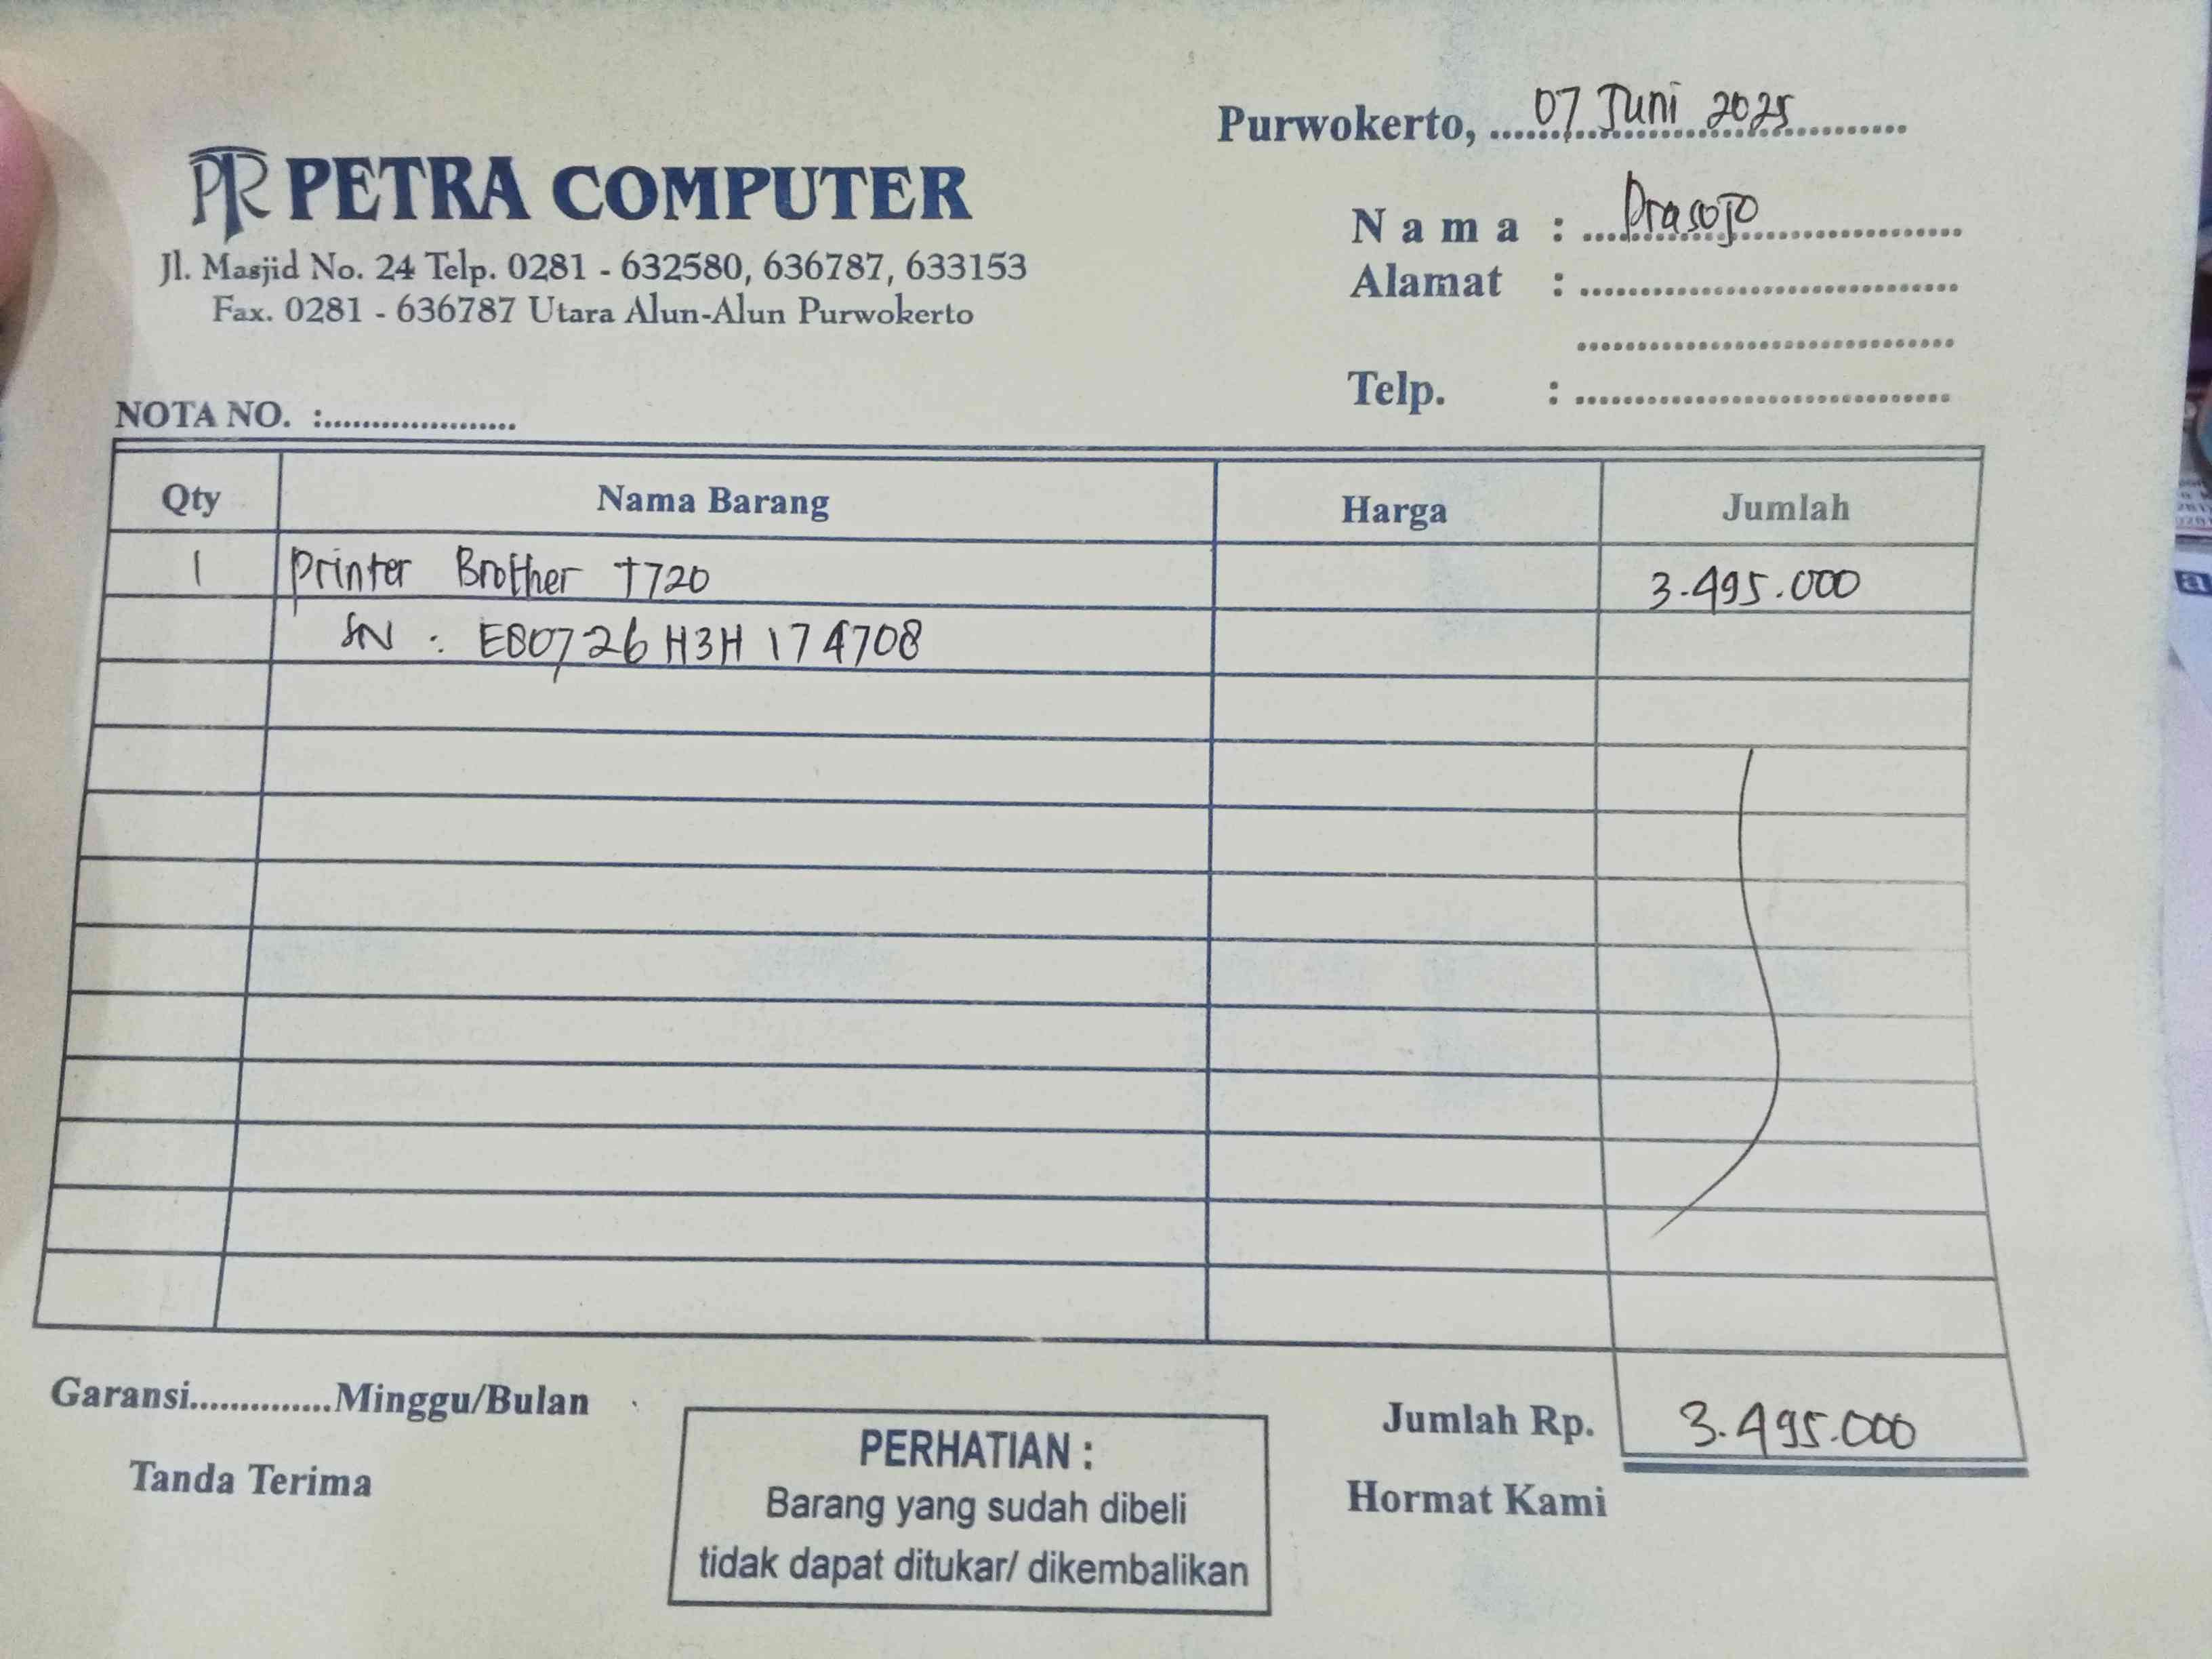 Purwokerto, 07 Juni 2025
PETRA COMPUTER
Jl. Masjid No. 24 Telp. 0281 - 632580, 636787, 633153
Fax. 0281 - 636787 Utara Alun-Alun Purwokerto
Nama : Prasojo
Alamat :
Telp. :
NOTA NO. :
Qty Nama Barang Harga Jumlah
1 Printer Brother T720 3.495.000
SN : E80726H3H174708
Garansi..............Minggu/Bulan
Jumlah Rp. 3.495.000
Tanda Terima
PERHATIAN :
Barang yang sudah dibeli
tidak dapat ditukar/ dikembalikan
Hormat Kami